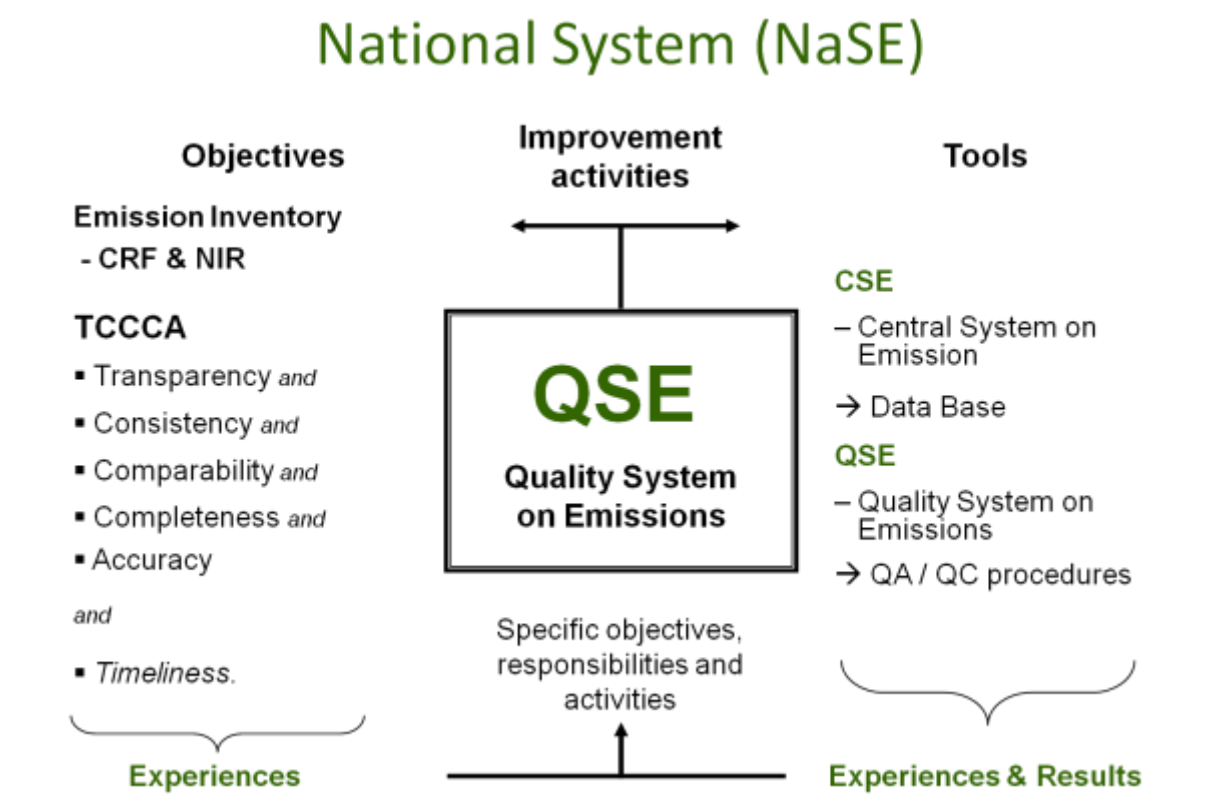 National System (NaSE)
Objectives
Emission Inventory
- CRF & NIR
TCCCA
▪ Transparency and
▪ Consistency and
▪ Comparability and
▪ Completeness and
▪ Accuracy
and
▪ Timeliness.
Experiences
Improvement
activities
QSE
Quality System
on Emissions
Specific objectives,
responsibilities and
activities
Tools
CSE
– Central System on
Emission
→ Data Base
QSE
– Quality System on
Emissions
→ QA / QC procedures
Experiences & Results